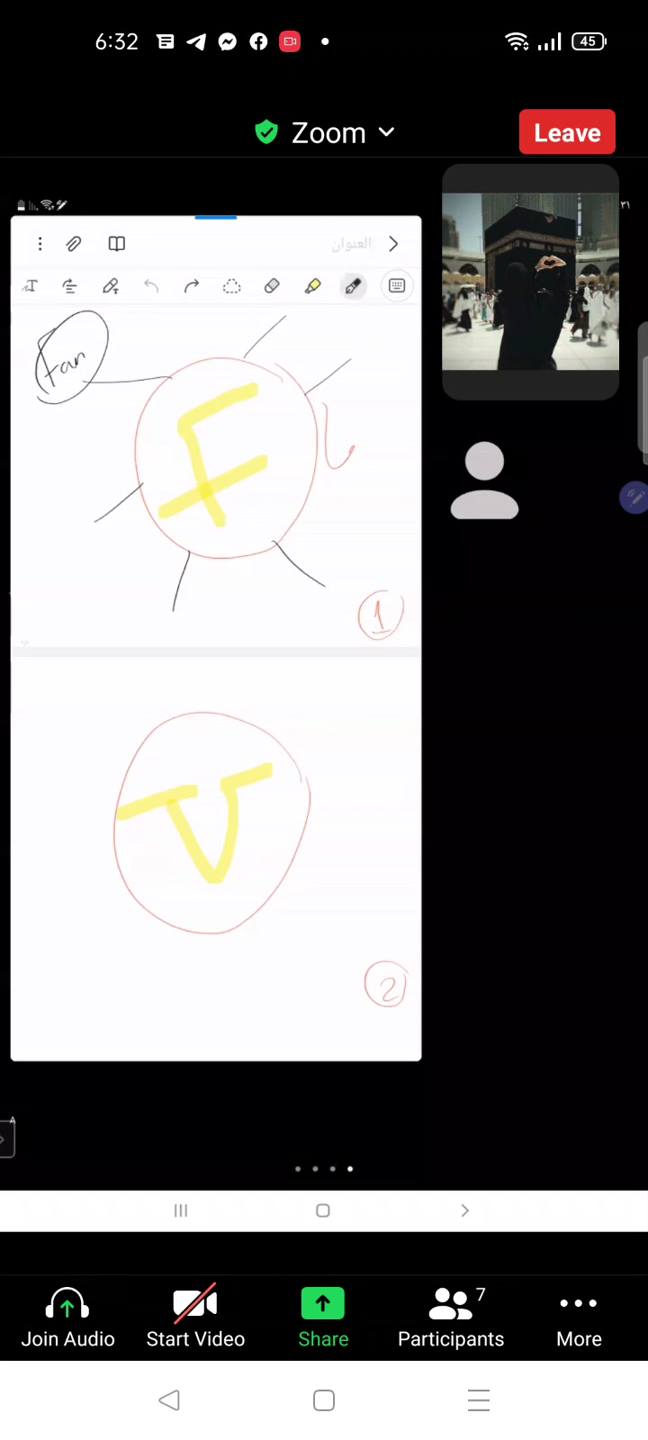 6:32
45
Zoom
Leave
العنوان
T
Fan
F
1
V
2
A
7
Join Audio
Start Video
Share
Participants
More